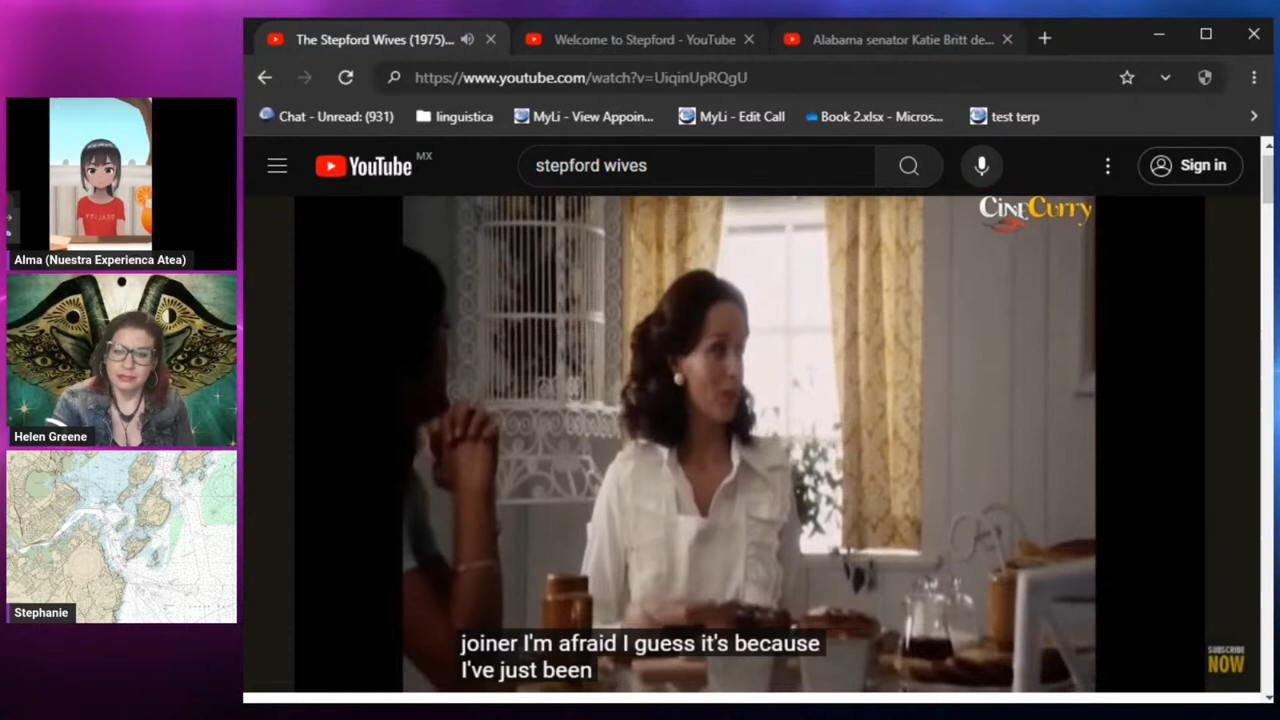 The Stepford Wives (1975)...
Welcome to Stepford - YouTube
Alabama senator Katie Britt de...
https://www.youtube.com/watch?v=UiqinUpRQgU
Chat - Unread: (931)
linguistica
MyLi - View Appoin...
MyLi - Edit Call
Book 2.xlsx - Micros...
test terp
YouTube MX
stepford wives
Sign in
CINECURRY
Alma (Nuestra Experienca Atea)
Helen Greene
Stephanie
joiner I'm afraid I guess it's because
I've just been
SUBSCRIBE
NOW